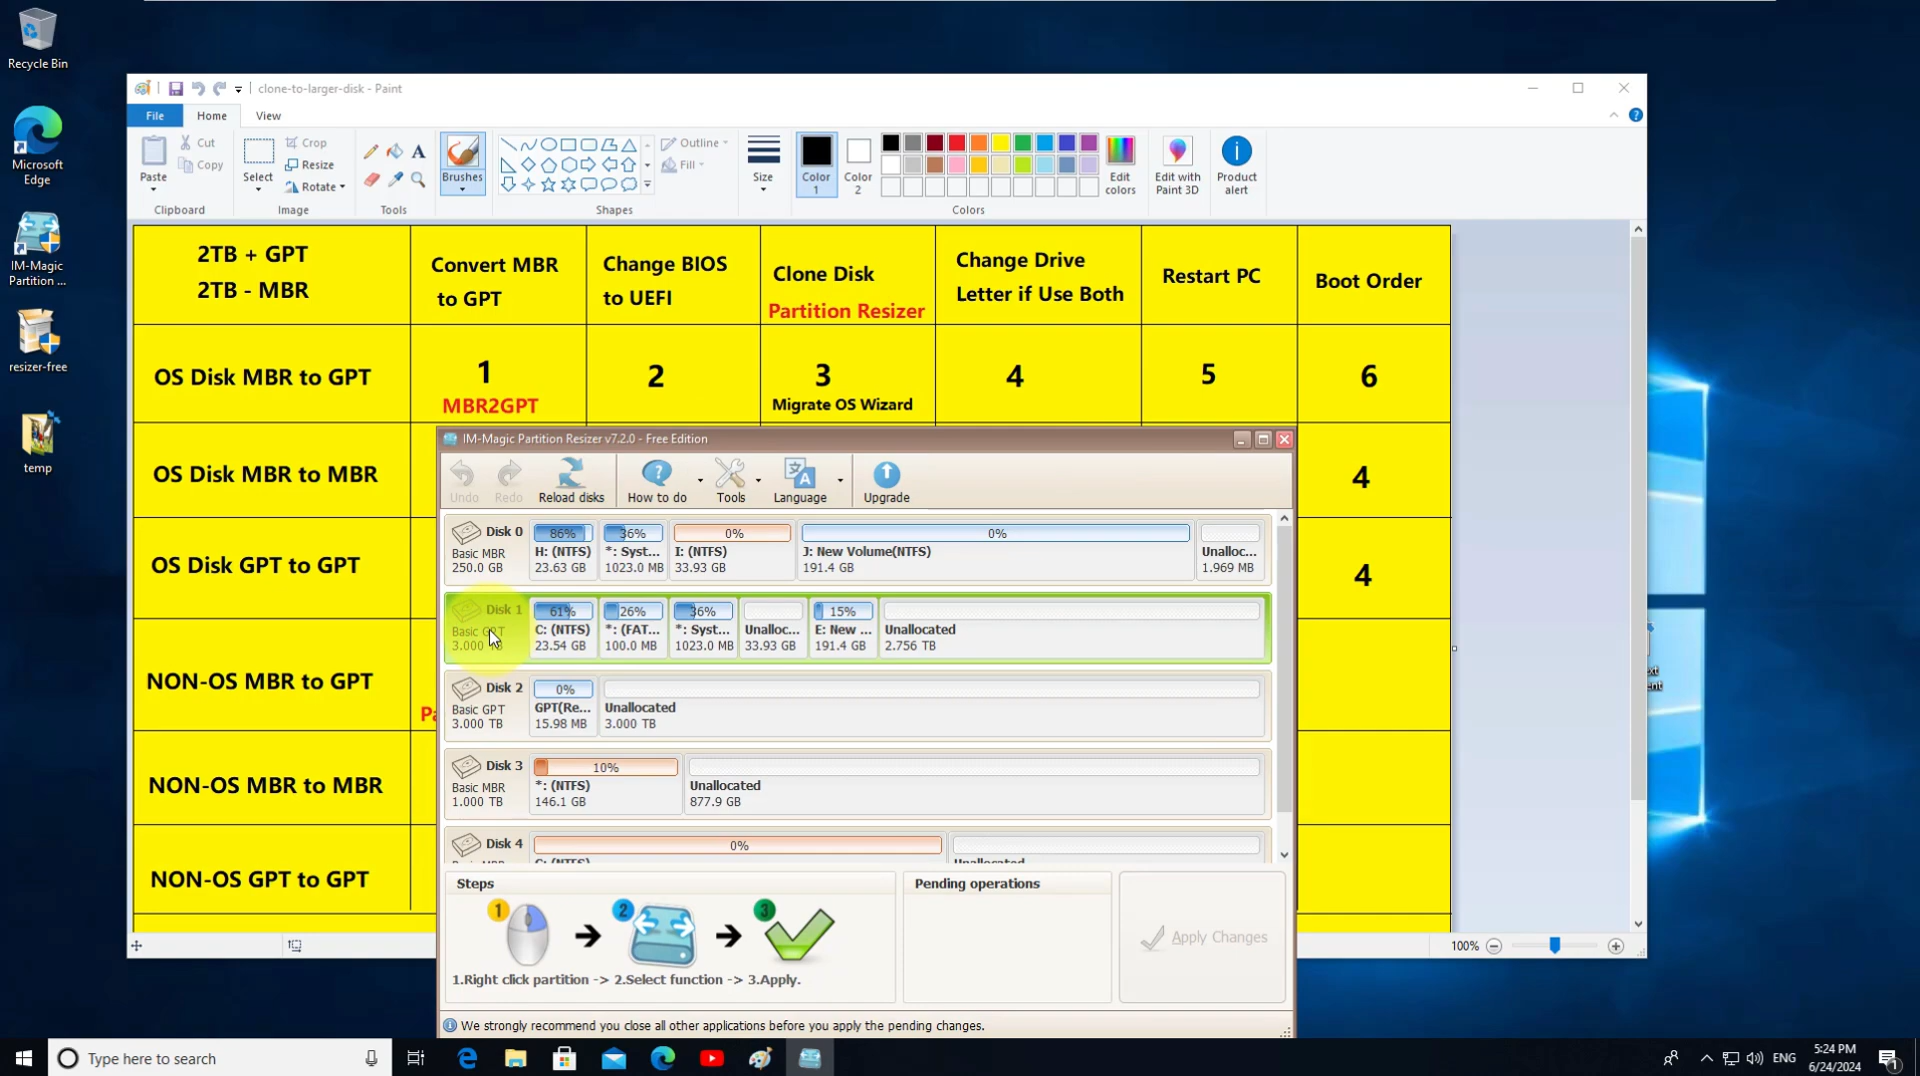 Recycle Bin
Microsoft
Edge
IM-Magic
Partition ...
resizer-free
temp
clone-to-larger-disk - Paint
File
Home
View
Paste
Cut
Copy
Clipboard
Select
Crop
Resize
Rotate
Image
Tools
Brushes
Outline
Fill
Shapes
Size
Color
1
Color
2
Edit
colors
Colors
Edit with
Paint 3D
Product
alert
2TB + GPT
2TB - MBR
Convert MBR
to GPT
Change BIOS
to UEFI
Clone Disk
Partition Resizer
Change Drive
Letter if Use Both
Restart PC
Boot Order
OS Disk MBR to GPT
1
MBR2GPT
2
3
Migrate OS Wizard
4
5
6
OS Disk MBR to MBR
4
OS Disk GPT to GPT
4
NON-OS MBR to GPT
Pa
NON-OS MBR to MBR
NON-OS GPT to GPT
IM-Magic Partition Resizer v7.2.0 - Free Edition
Undo
Redo
Reload disks
How to do
Tools
Language
Upgrade
Disk 0
Basic MBR
250.0 GB
86%
H: (NTFS)
23.63 GB
36%
*: Syst...
1023.0 MB
0%
I: (NTFS)
33.93 GB
0%
J: New Volume(NTFS)
191.4 GB
Unalloc...
1.969 MB
Disk 1
Basic GPT
3.000 TB
61%
C: (NTFS)
23.54 GB
26%
*: (FAT...
100.0 MB
36%
*: Syst...
1023.0 MB
Unalloc...
33.93 GB
15%
E: New ...
191.4 GB
Unallocated
2.756 TB
Disk 2
Basic GPT
3.000 TB
0%
GPT(Re...
15.98 MB
Unallocated
3.000 TB
Disk 3
Basic MBR
1.000 TB
10%
*: (NTFS)
146.1 GB
Unallocated
877.9 GB
Disk 4
0%
Unallocated
Steps
1
2
3
1.Right click partition -> 2.Select function -> 3.Apply.
Pending operations
Apply Changes
We strongly recommend you close all other applications before you apply the pending changes.
100%
Type here to search
ENG
5:24 PM
6/24/2024
1